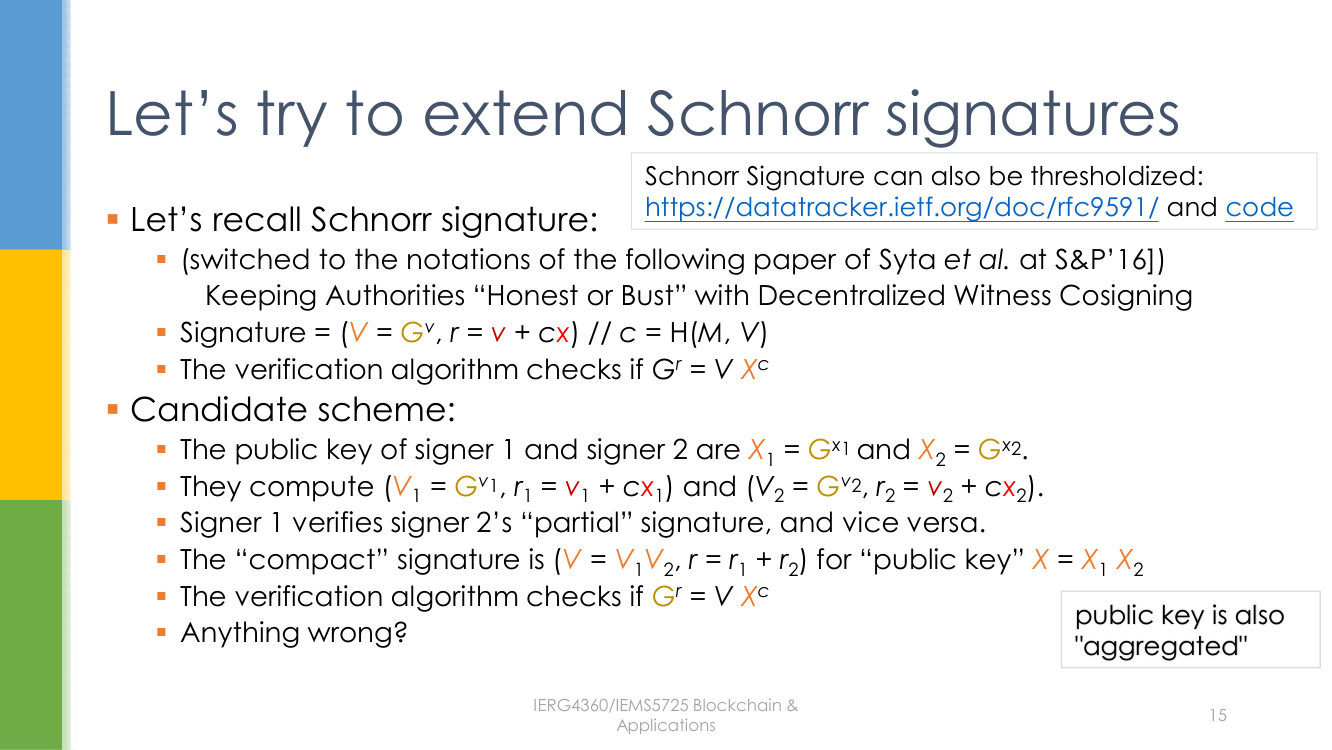 Let's try to extend Schnorr signatures
Schnorr Signature can also be thresholdized:
https://datatracker.ietf.org/doc/rfc9591/ and code
▪ Let's recall Schnorr signature:
▪ (switched to the notations of the following paper of Syta et al. at S&P'16])
Keeping Authorities “Honest or Bust” with Decentralized Witness Cosigning
▪ Signature = (V = Gᵛ, r = v + cx) // c = H(M, V)
▪ The verification algorithm checks if Gʳ = V Xᶜ
▪ Candidate scheme:
▪ The public key of signer 1 and signer 2 are X₁ = Gˣ¹ and X₂ = Gˣ².
▪ They compute (V₁ = Gᵛ¹, r₁ = v₁ + cx₁) and (V₂ = Gᵛ², r₂ = v₂ + cx₂).
▪ Signer 1 verifies signer 2's “partial” signature, and vice versa.
▪ The “compact” signature is (V = V₁V₂, r = r₁ + r₂) for “public key” X = X₁ X₂
▪ The verification algorithm checks if Gʳ = V Xᶜ
▪ Anything wrong?
public key is also
"aggregated"
IERG4360/IEMS5725 Blockchain &
Applications
15